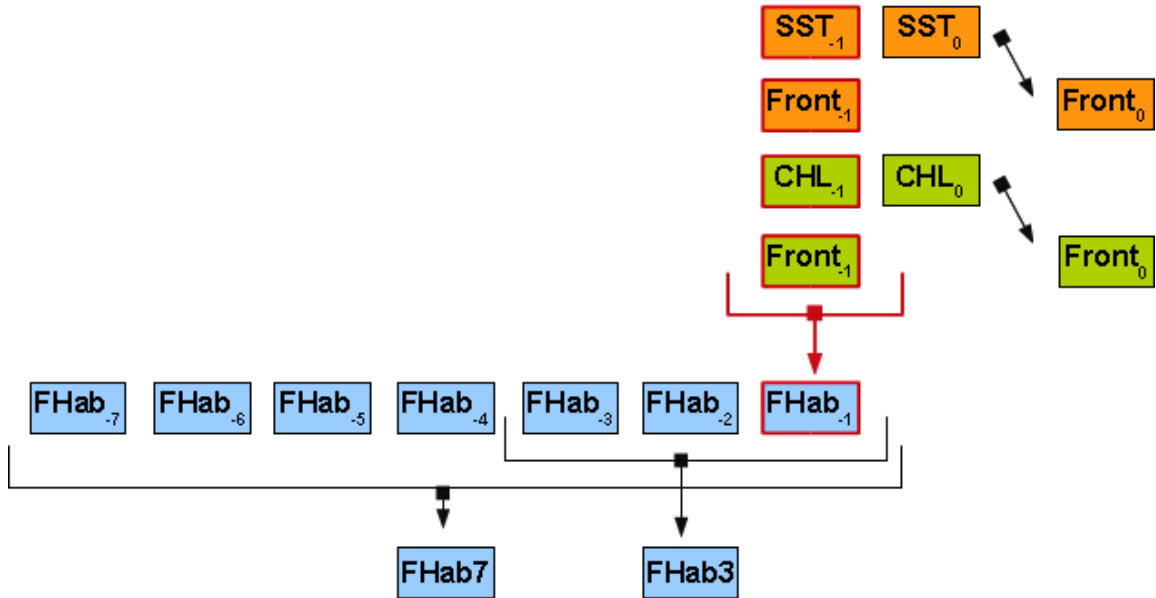 SST-1 SST0
Front-1 Front0
CHL-1 CHL0
Front-1 Front0
FHab-7 FHab-6 FHab-5 FHab-4 FHab-3 FHab-2 FHab-1
FHab7 FHab3